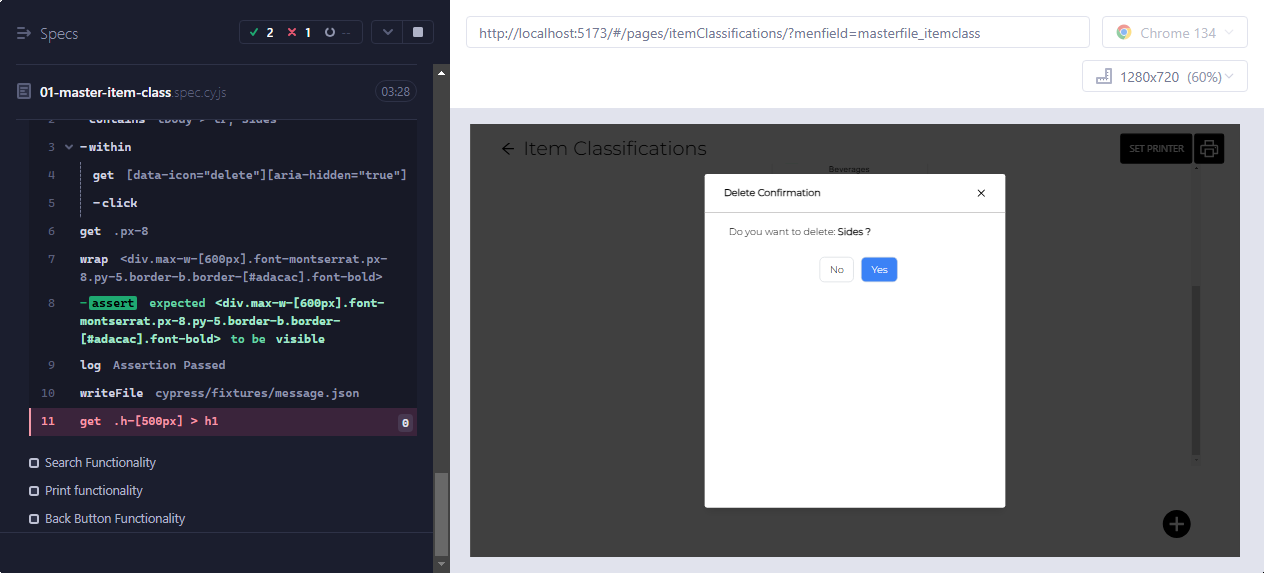 Specs
2
1
--
01-master-item-class.spec.cy.js
03:28
2 -contains tbody > tr, Sides
3 -within
4 get [data-icon="delete"][aria-hidden="true"]
5 -click
6 get .px-8
7 wrap <div.max-w-[600px].font-montserrat.px-
8.py-5.border-b.border-[#adacac].font-bold>
8 -assert expected <div.max-w-[600px].font-
montserrat.px-8.py-5.border-b.border-
[#adacac].font-bold> to be visible
9 log Assertion Passed
10 writeFile cypress/fixtures/message.json
11 get .h-[500px] > h1 0
Search Functionality
Print functionality
Back Button Functionality
http://localhost:5173/#/pages/itemClassifications/?menfield=masterfile_itemclass
Chrome 134
1280x720 (60%)
Item Classifications
SET PRINTER
Beverages
Delete Confirmation
Do you want to delete: Sides ?
No
Yes